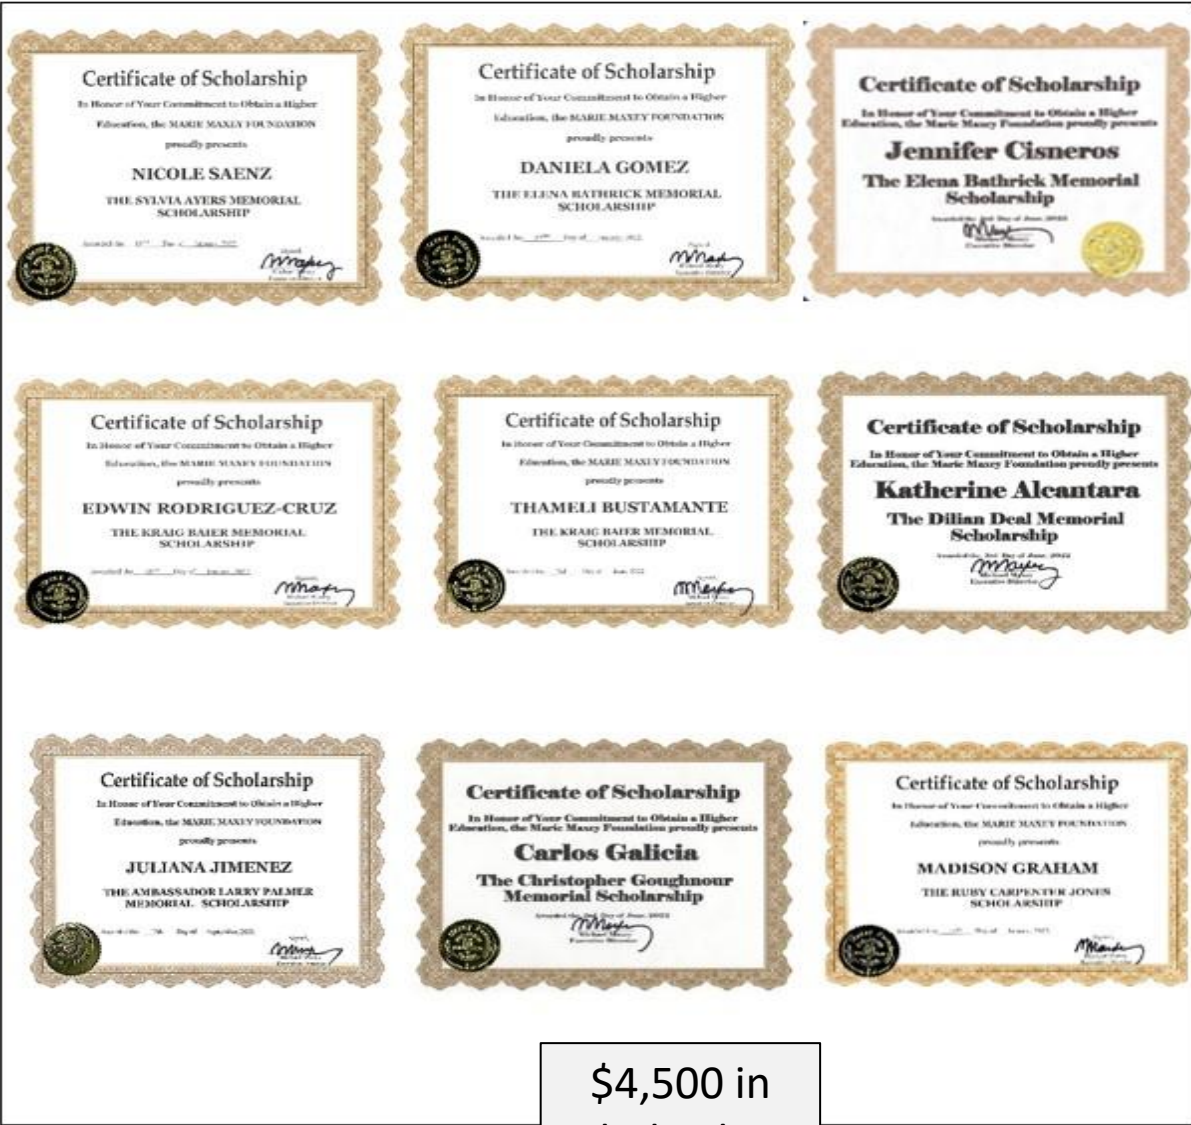 Certificate of Scholarship
In Honor of Your Commitment to Obtain a Higher
Education, the MARIE MAXEY FOUNDATION
proudly presents
NICOLE SAENZ
THE SYLVIA AYERS MEMORIAL
SCHOLARSHIP
Certificate of Scholarship
In Honor of Your Commitment to Obtain a Higher
Education, the MARIE MAXEY FOUNDATION
proudly presents
DANIELA GOMEZ
THE ELENA BATHRICK MEMORIAL
SCHOLARSHIP
Certificate of Scholarship
In Honor of Your Commitment to Obtain a Higher
Education, the Marie Maxey Foundation proudly presents
Jennifer Cisneros
The Elena Bathrick Memorial
Scholarship
Executive Director
Certificate of Scholarship
In Honor of Your Commitment to Obtain a Higher
Education, the MARIE MAXEY FOUNDATION
proudly presents
EDWIN RODRIGUEZ-CRUZ
THE KRAIG BAIER MEMORIAL
SCHOLARSHIP
Certificate of Scholarship
In Honor of Your Commitment to Obtain a Higher
Education, the MARIE MAXEY FOUNDATION
proudly presents
THAMELI BUSTAMANTE
THE KRAIG BAIER MEMORIAL
SCHOLARSHIP
Certificate of Scholarship
In Honor of Your Commitment to Obtain a Higher
Education, the Marie Maxey Foundation proudly presents
Katherine Alcantara
The Dilian Deal Memorial
Scholarship
Executive Director
Certificate of Scholarship
In Honor of Your Commitment to Obtain a Higher
Education, the MARIE MAXEY FOUNDATION
proudly presents
JULIANA JIMENEZ
THE AMBASSADOR LARRY PALMER
MEMORIAL SCHOLARSHIP
Certificate of Scholarship
In Honor of Your Commitment to Obtain a Higher
Education, the Marie Maxey Foundation proudly presents
Carlos Galicia
The Christopher Goughnour
Memorial Scholarship
Executive Director
Certificate of Scholarship
In Honor of Your Commitment to Obtain a Higher
Education, the MARIE MAXEY FOUNDATION
proudly presents
MADISON GRAHAM
THE RUBY CARPENTER JONES
SCHOLARSHIP
$4,500 in